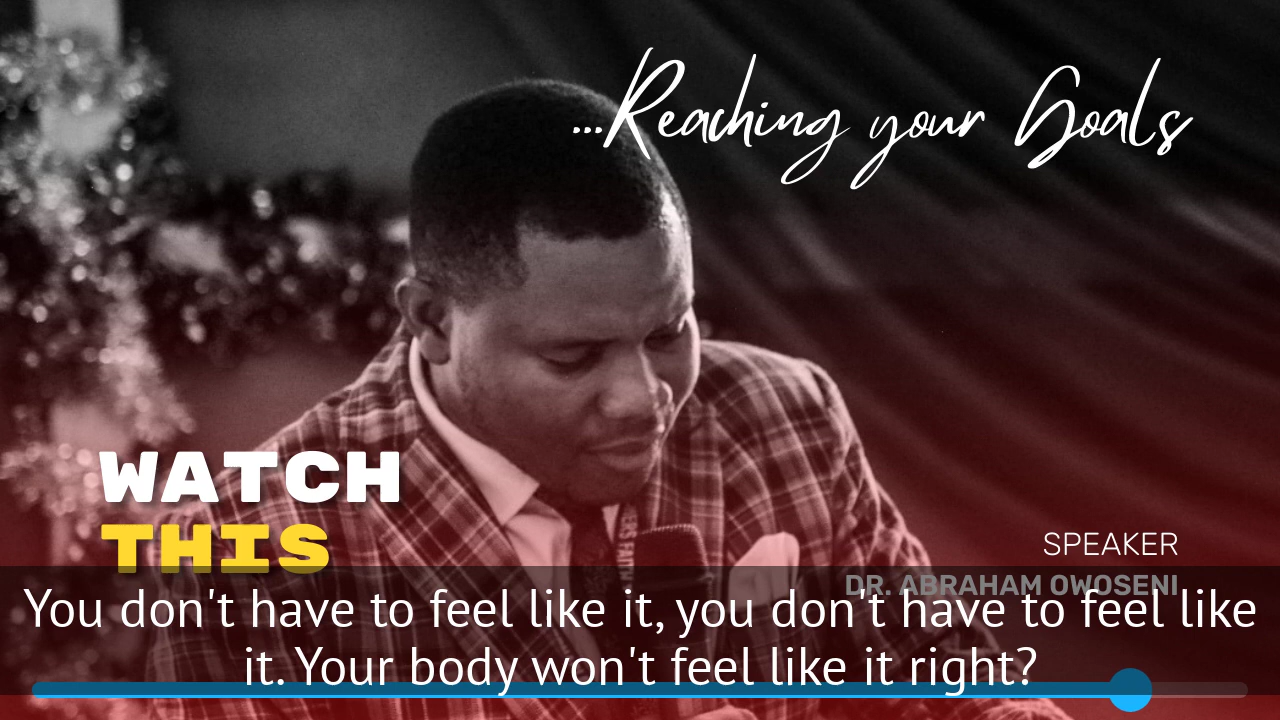 ...Reaching your Goals
WATCH
THIS
SPEAKER
DR. ABRAHAM OWOSENI
You don't have to feel like it, you don't have to feel like
it. Your body won't feel like it right?